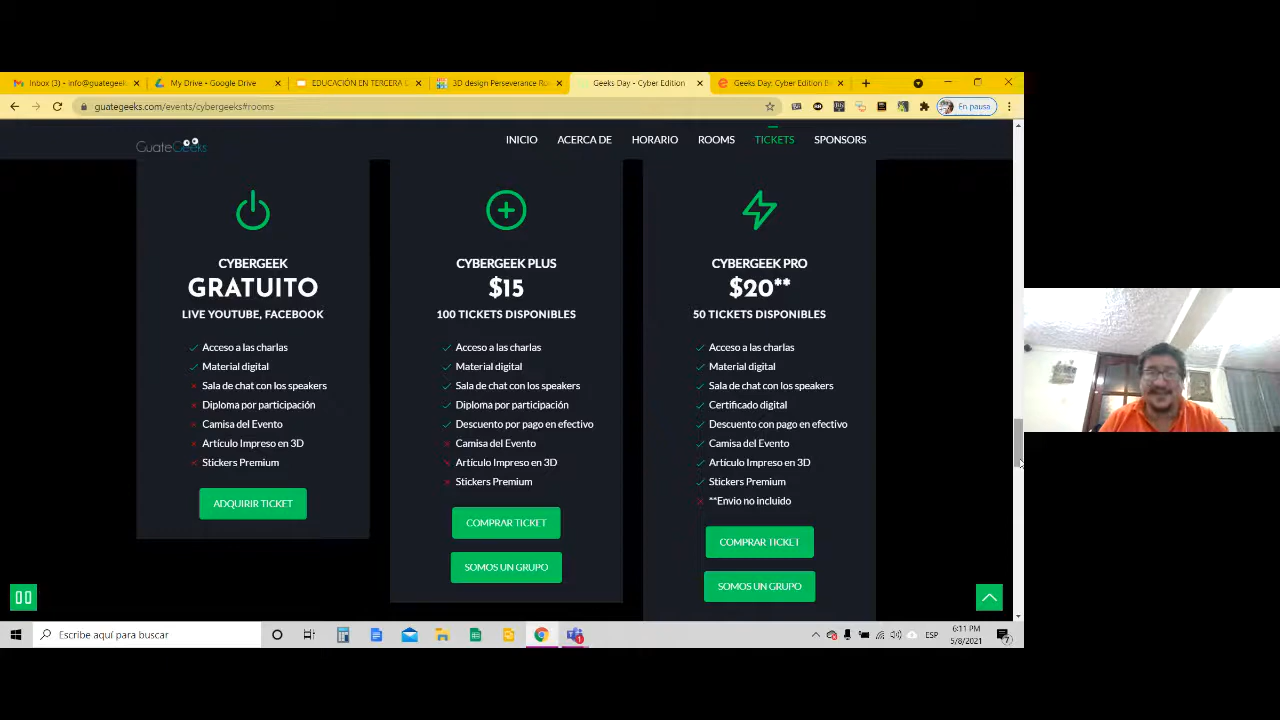 Inbox (3) - info@guategeek
My Drive - Google Drive
EDUCACIÓN EN TERCERA
3D design Perseverance Ro
Geeks Day - Cyber Edition
Geeks Day: Cyber Edition B
guategeeks.com/events/cybergeeks#rooms
En pausa
GuateGeeks
INICIO
ACERCA DE
HORARIO
ROOMS
TICKETS
SPONSORS
CYBERGEEK
GRATUITO
LIVE YOUTUBE, FACEBOOK
Acceso a las charlas
Material digital
Sala de chat con los speakers
Diploma por participación
Camisa del Evento
Artículo Impreso en 3D
Stickers Premium
ADQUIRIR TICKET
CYBERGEEK PLUS
$15
100 TICKETS DISPONIBLES
Acceso a las charlas
Material digital
Sala de chat con los speakers
Diploma por participación
Descuento por pago en efectivo
Camisa del Evento
Artículo Impreso en 3D
Stickers Premium
COMPRAR TICKET
SOMOS UN GRUPO
CYBERGEEK PRO
$20**
50 TICKETS DISPONIBLES
Acceso a las charlas
Material digital
Sala de chat con los speakers
Certificado digital
Descuento con pago en efectivo
Camisa del Evento
Artículo Impreso en 3D
Stickers Premium
**Envio no incluido
COMPRAR TICKET
SOMOS UN GRUPO
Escribe aquí para buscar
ESP
6:11 PM
5/8/2021